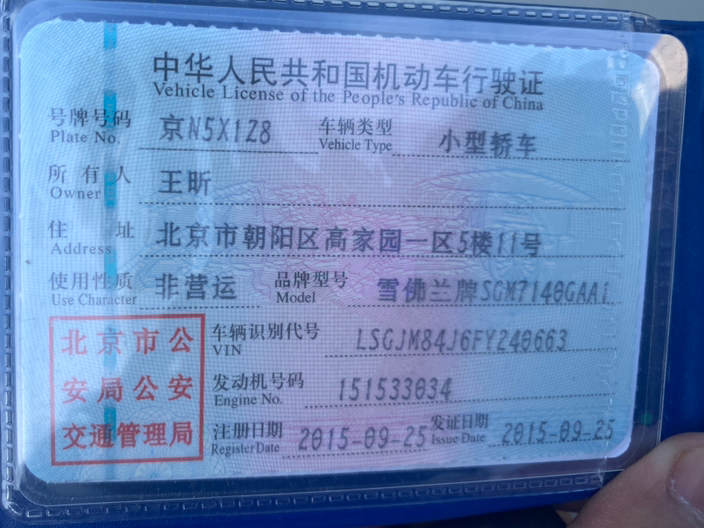 中华人民共和国机动车行驶证
Vehicle License of the People's Republic of China
号牌号码 京N5X1Z8 车辆类型 小型轿车
Plate No. Vehicle Type
所有人 王昕
Owner
住址 北京市朝阳区高家园一区5楼11号
Address
使用性质 非营运 品牌型号 雪佛兰牌SGM7140GAA1
Use Character Model
北京市公
安局公安
交通管理局
车辆识别代号 LSGJM84J6FY240663
VIN
发动机号码 151533034
Engine No.
注册日期 2015-09-25 发证日期 2015-09-25
Register Date Issue Date